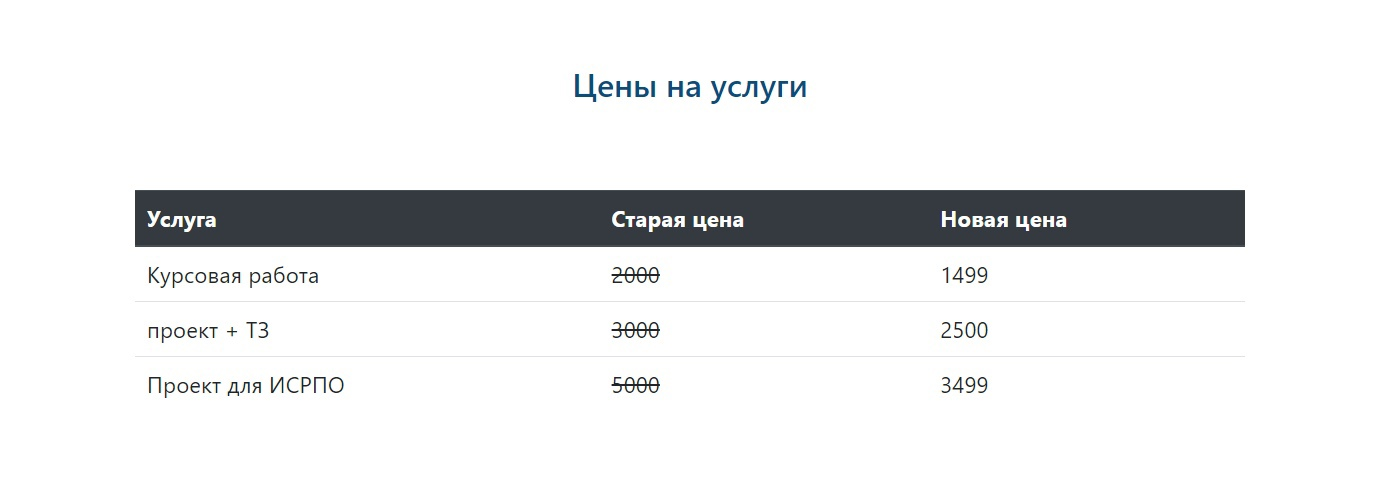 Цены на услуги
Услуга Старая цена Новая цена
Курсовая работа 2000 1499
проект + ТЗ 3000 2500
Проект для ИСРПО 5000 3499